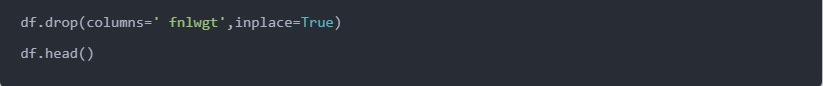 df.drop(columns=' fnlwgt',inplace=True)
df.head()